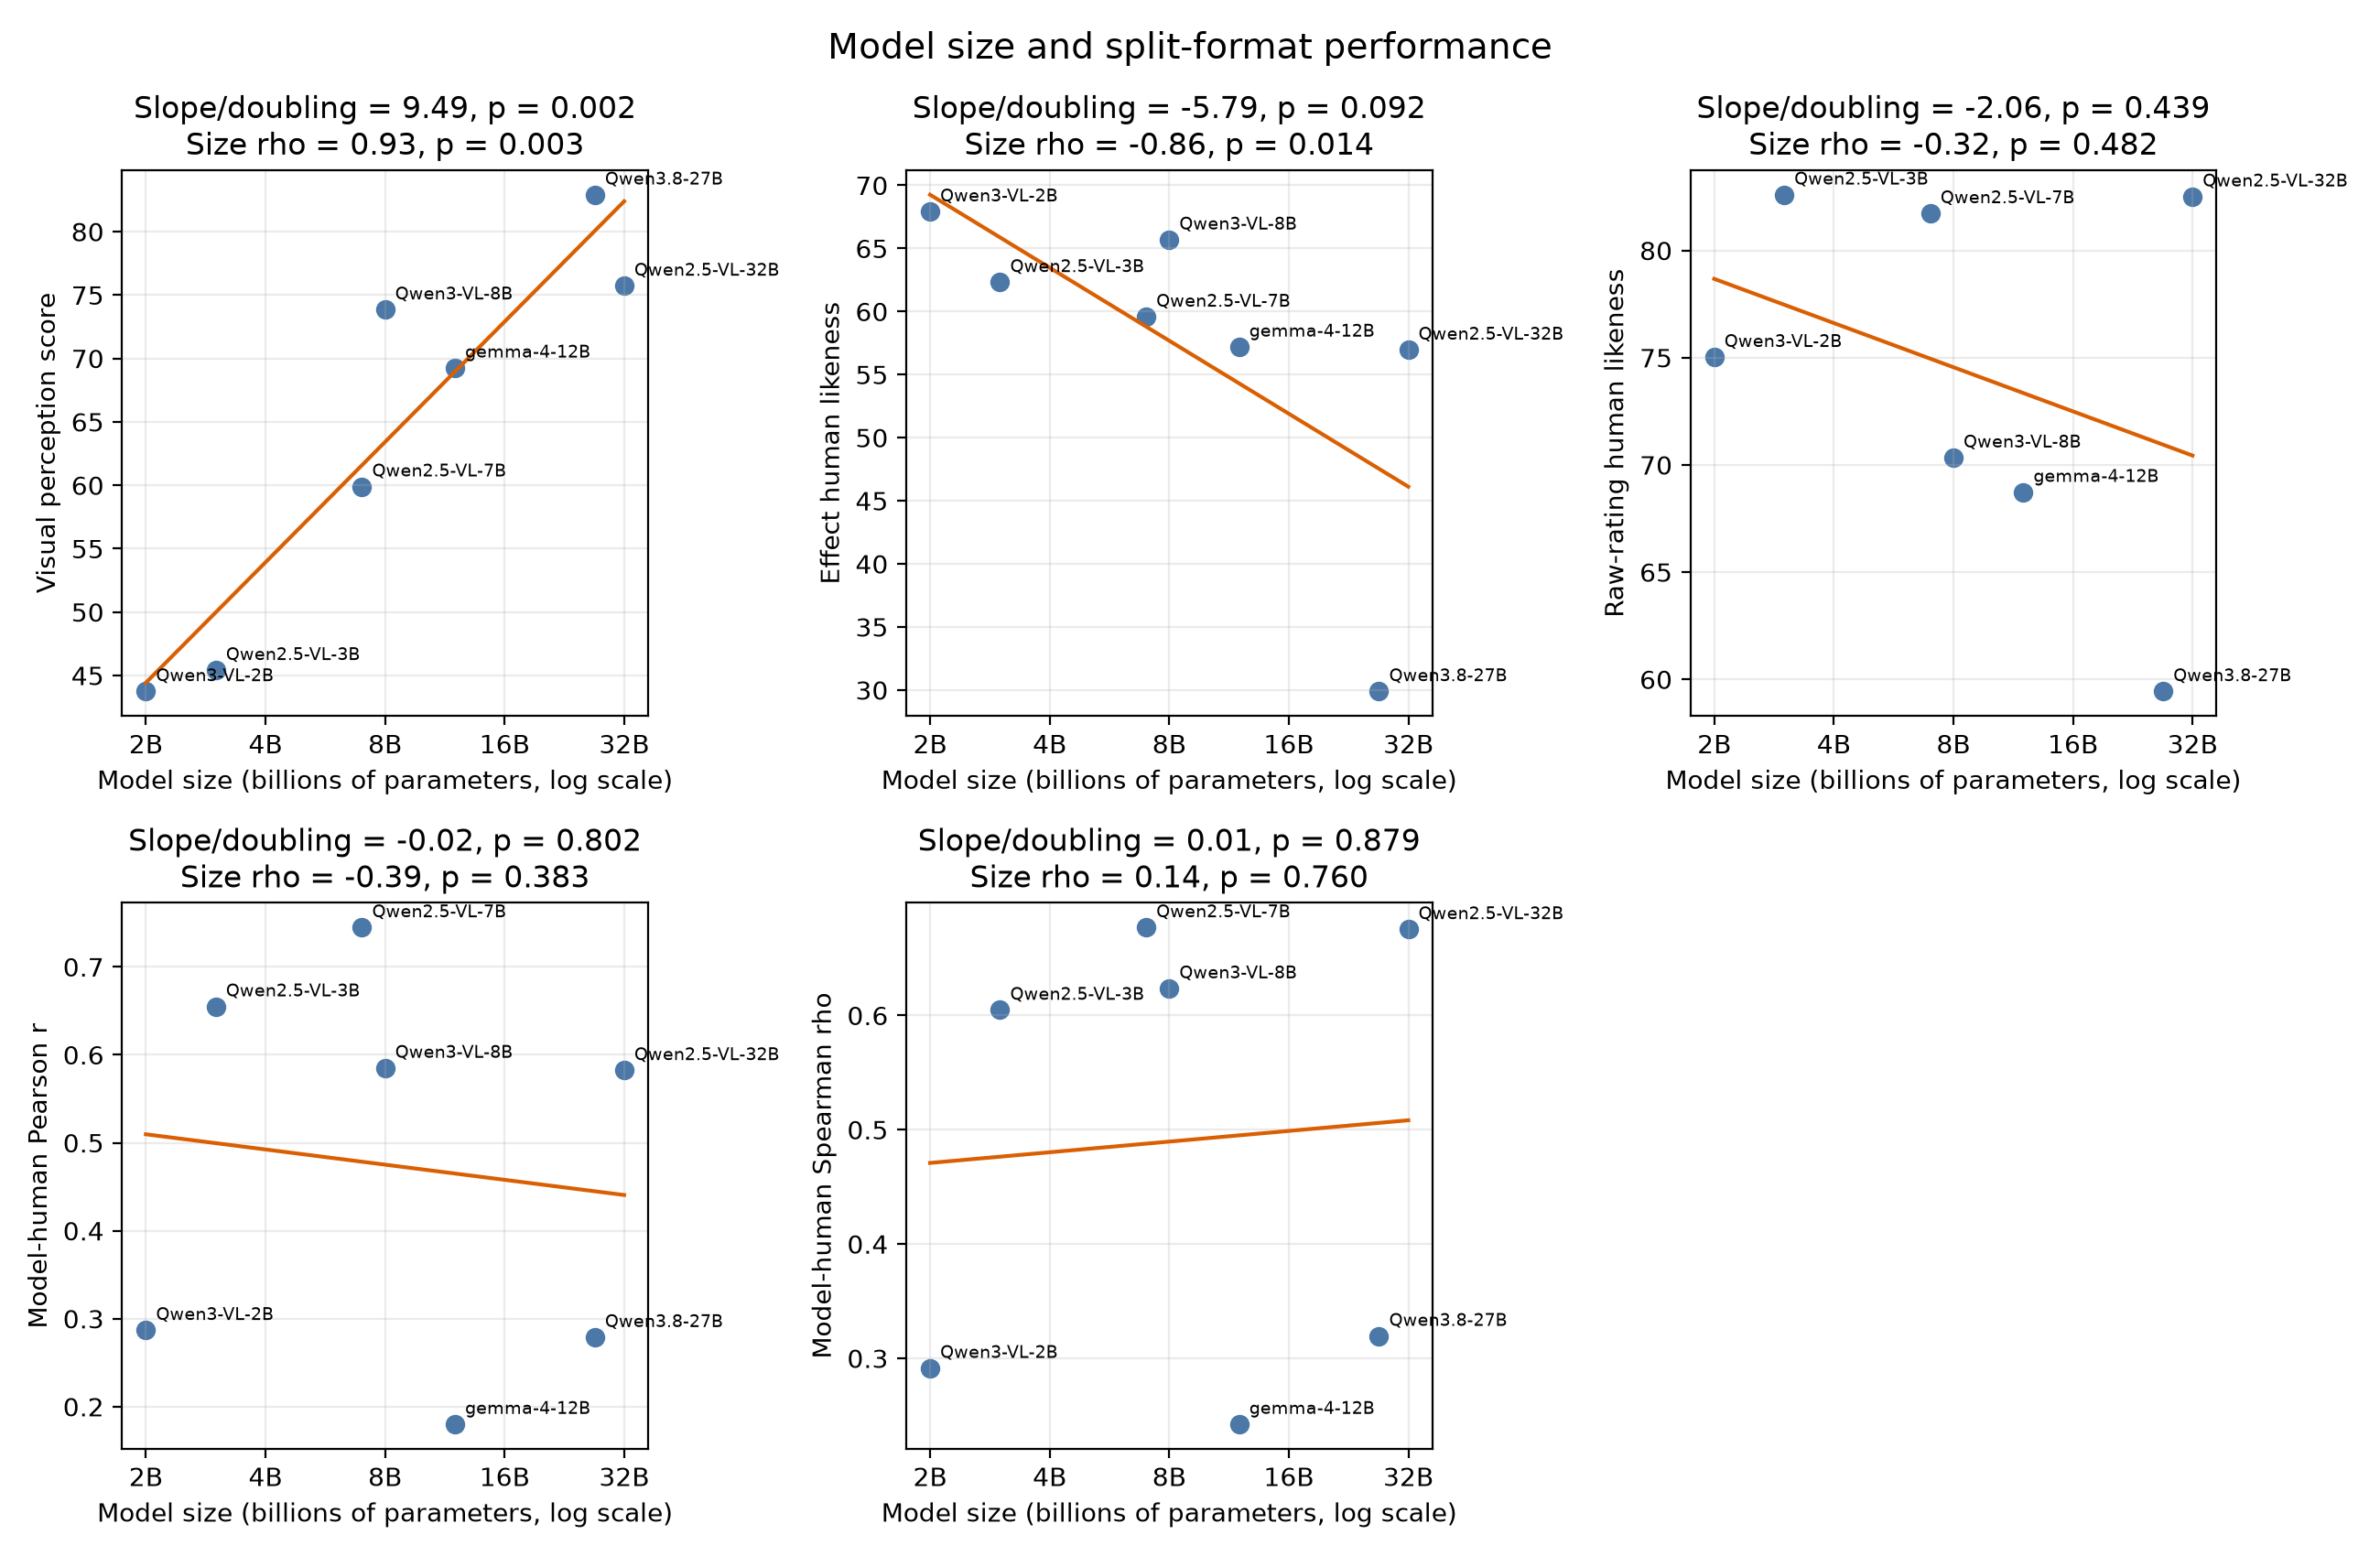 Model size and split-format performance
Slope/doubling = 9.49, p = 0.002
Size rho = 0.93, p = 0.003
Visual perception score
80
75
70
65
60
55
50
45
Qwen3.8-27B
Qwen2.5-VL-32B
Qwen3-VL-8B
gemma-4-12B
Qwen2.5-VL-7B
Qwen2.5-VL-3B
Qwen3-VL-2B
2B 4B 8B 16B 32B
Model size (billions of parameters, log scale)
Slope/doubling = -5.79, p = 0.092
Size rho = -0.86, p = 0.014
Effect human likeness
70
65
60
55
50
45
40
35
30
Qwen3-VL-2B
Qwen3-VL-8B
Qwen2.5-VL-3B
Qwen2.5-VL-7B
gemma-4-12B
Qwen2.5-VL-32B
Qwen3.8-27B
2B 4B 8B 16B 32B
Model size (billions of parameters, log scale)
Slope/doubling = -2.06, p = 0.439
Size rho = -0.32, p = 0.482
Raw-rating human likeness
80
75
70
65
60
Qwen2.5-VL-3B
Qwen2.5-VL-32B
Qwen2.5-VL-7B
Qwen3-VL-2B
Qwen3-VL-8B
gemma-4-12B
Qwen3.8-27B
2B 4B 8B 16B 32B
Model size (billions of parameters, log scale)
Slope/doubling = -0.02, p = 0.802
Size rho = -0.39, p = 0.383
Model-human Pearson r
0.7
0.6
0.5
0.4
0.3
0.2
Qwen2.5-VL-7B
Qwen2.5-VL-3B
Qwen3-VL-8B
Qwen2.5-VL-32B
Qwen3-VL-2B
Qwen3.8-27B
gemma-4-12B
2B 4B 8B 16B 32B
Model size (billions of parameters, log scale)
Slope/doubling = 0.01, p = 0.879
Size rho = 0.14, p = 0.760
Model-human Spearman rho
0.6
0.5
0.4
0.3
Qwen2.5-VL-7B
Qwen2.5-VL-32B
Qwen3-VL-8B
Qwen2.5-VL-3B
Qwen3.8-27B
Qwen3-VL-2B
gemma-4-12B
2B 4B 8B 16B 32B
Model size (billions of parameters, log scale)